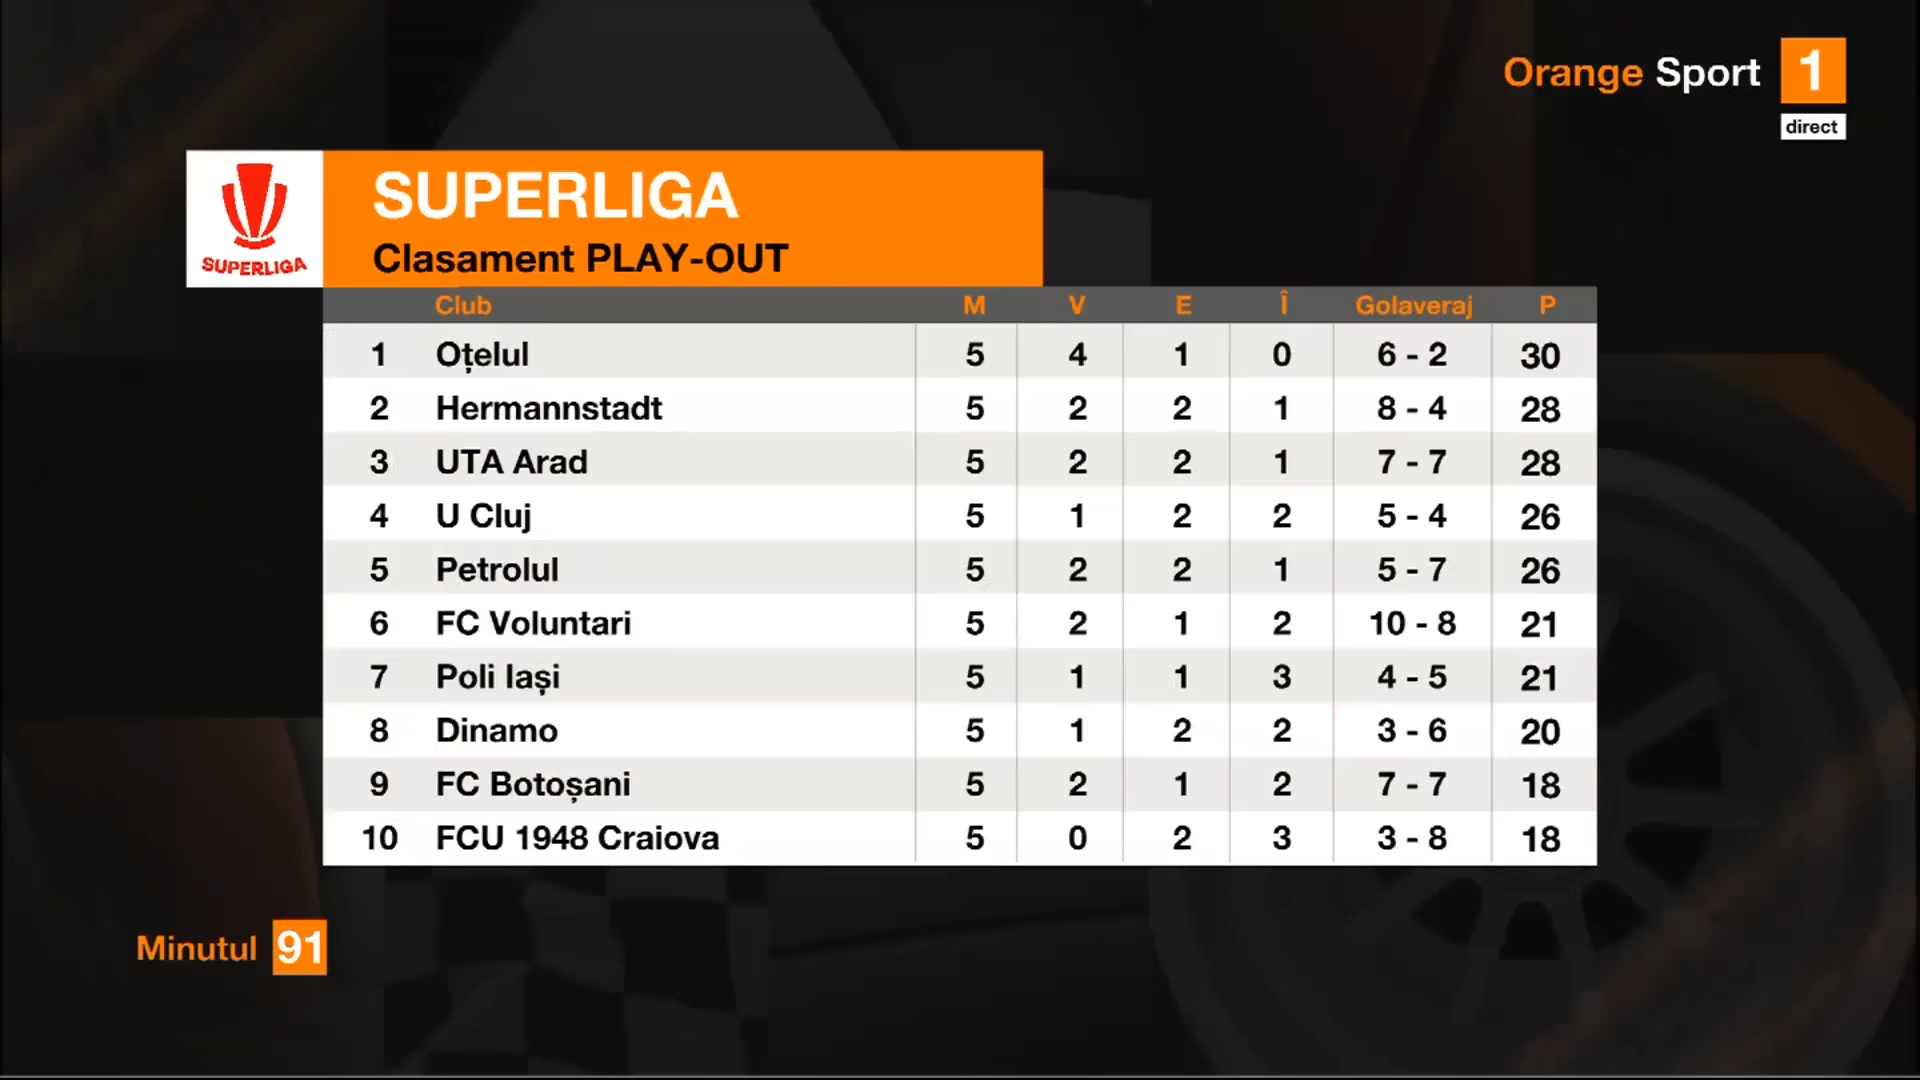 Orange Sport 1
direct
SUPERLIGA
SUPERLIGA
Clasament PLAY-OUT
Club M V E Î Golaveraj P
1 Oțelul 5 4 1 0 6 - 2 30
2 Hermannstadt 5 2 2 1 8 - 4 28
3 UTA Arad 5 2 2 1 7 - 7 28
4 U Cluj 5 1 2 2 5 - 4 26
5 Petrolul 5 2 2 1 5 - 7 26
6 FC Voluntari 5 2 1 2 10 - 8 21
7 Poli Iași 5 1 1 3 4 - 5 21
8 Dinamo 5 1 2 2 3 - 6 20
9 FC Botoșani 5 2 1 2 7 - 7 18
10 FCU 1948 Craiova 5 0 2 3 3 - 8 18
Minutul 91